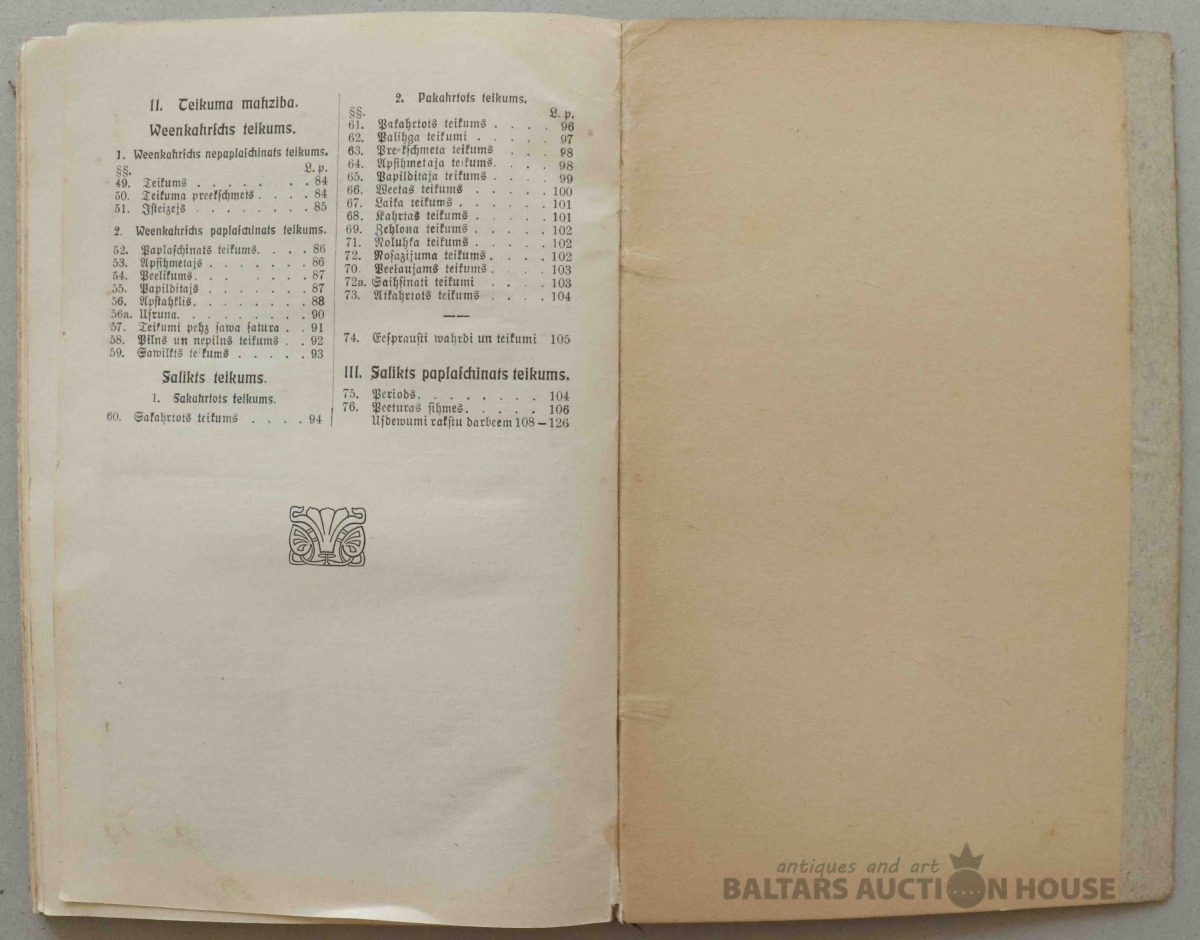 II. Teikuma mahziba.
Weenkahrſchs teikums.
1. Weenkahrſchs nepaplaſchinats teikums.
§§. L. p.
49. Teikums . . . . . . . . 84
50. Teikuma preekſchmets . . . . 84
51. Iſteizejs . . . . . . . . 85
2. Weenkahrſchs paplaſchinats teikums.
52. Paplaſchinats teikums. . . . 86
53. Apſihmetajs . . . . . . . 86
54. Peelikums. . . . . . . . 87
55. Papilditajs . . . . . . . 87
56. Apſtahklis. . . . . . . . 88
56a. Uſruna. . . . . . . . . 90
57. Teikumi pehz ſawa ſatura . . 91
58. Pilns un nepilns teikums . . 92
59. Sawilkts teikums . . . . . 93
Salikts teikums.
1. Sakahrtots teikums.
60. Sakahrtots teikums . . . . 94
2. Pakahrtots teikums.
§§. L. p.
61. Pakahrtots teikums . . . . 96
62. Palihga teikumi . . . . . 97
63. Preekſchmeta teikums . . . 98
64. Apſihmetaja teikums. . . . 98
65. Papilditaja teikums . . . . 99
66. Weetas teikums . . . . . 100
67. Laika teikums . . . . . . 101
68. Kahrtas teikums . . . . . 101
69. Zehlona teikums . . . . . 102
71. Noluhka teikums . . . . . 102
72. Noſazijuma teikums. . . . . 102
70. Peekaujams teikums. . . . 103
72a. Saihſinati teikumi . . . . 103
73. Atkahrtots teikums . . . . 104
74. Eeſprauſti wahrdi un teikumi 105
III. Salikts paplaſchinats teikums.
75. Periods. . . . . . . . 104
76. Peeturas ſihmes. . . . . 106
Uſdewumi rakſtu darbeem 108 – 126
antiques and art
BALTARS AUCTION HOUSE